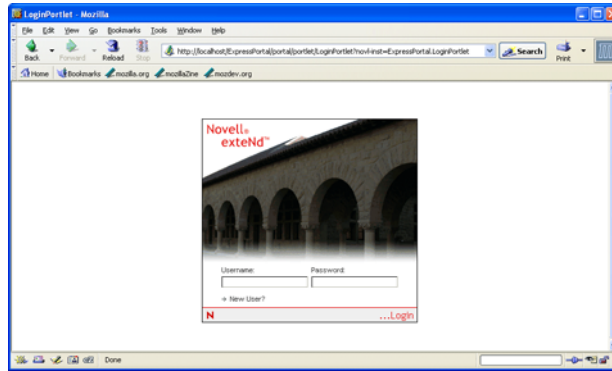 LoginPortlet - Mozilla
File Edit View Go Bookmarks Tools Window Help
Back Forward Reload Stop http://localhost/ExpressPortal/portal/portlet/LoginPortlet?novl-inst=ExpressPortal.LoginPortlet Search Print
Home Bookmarks mozilla.org mozillaZine mozdev.org
Novell®
exteNd™
Username: Password:
New User?
N ...Login
Done